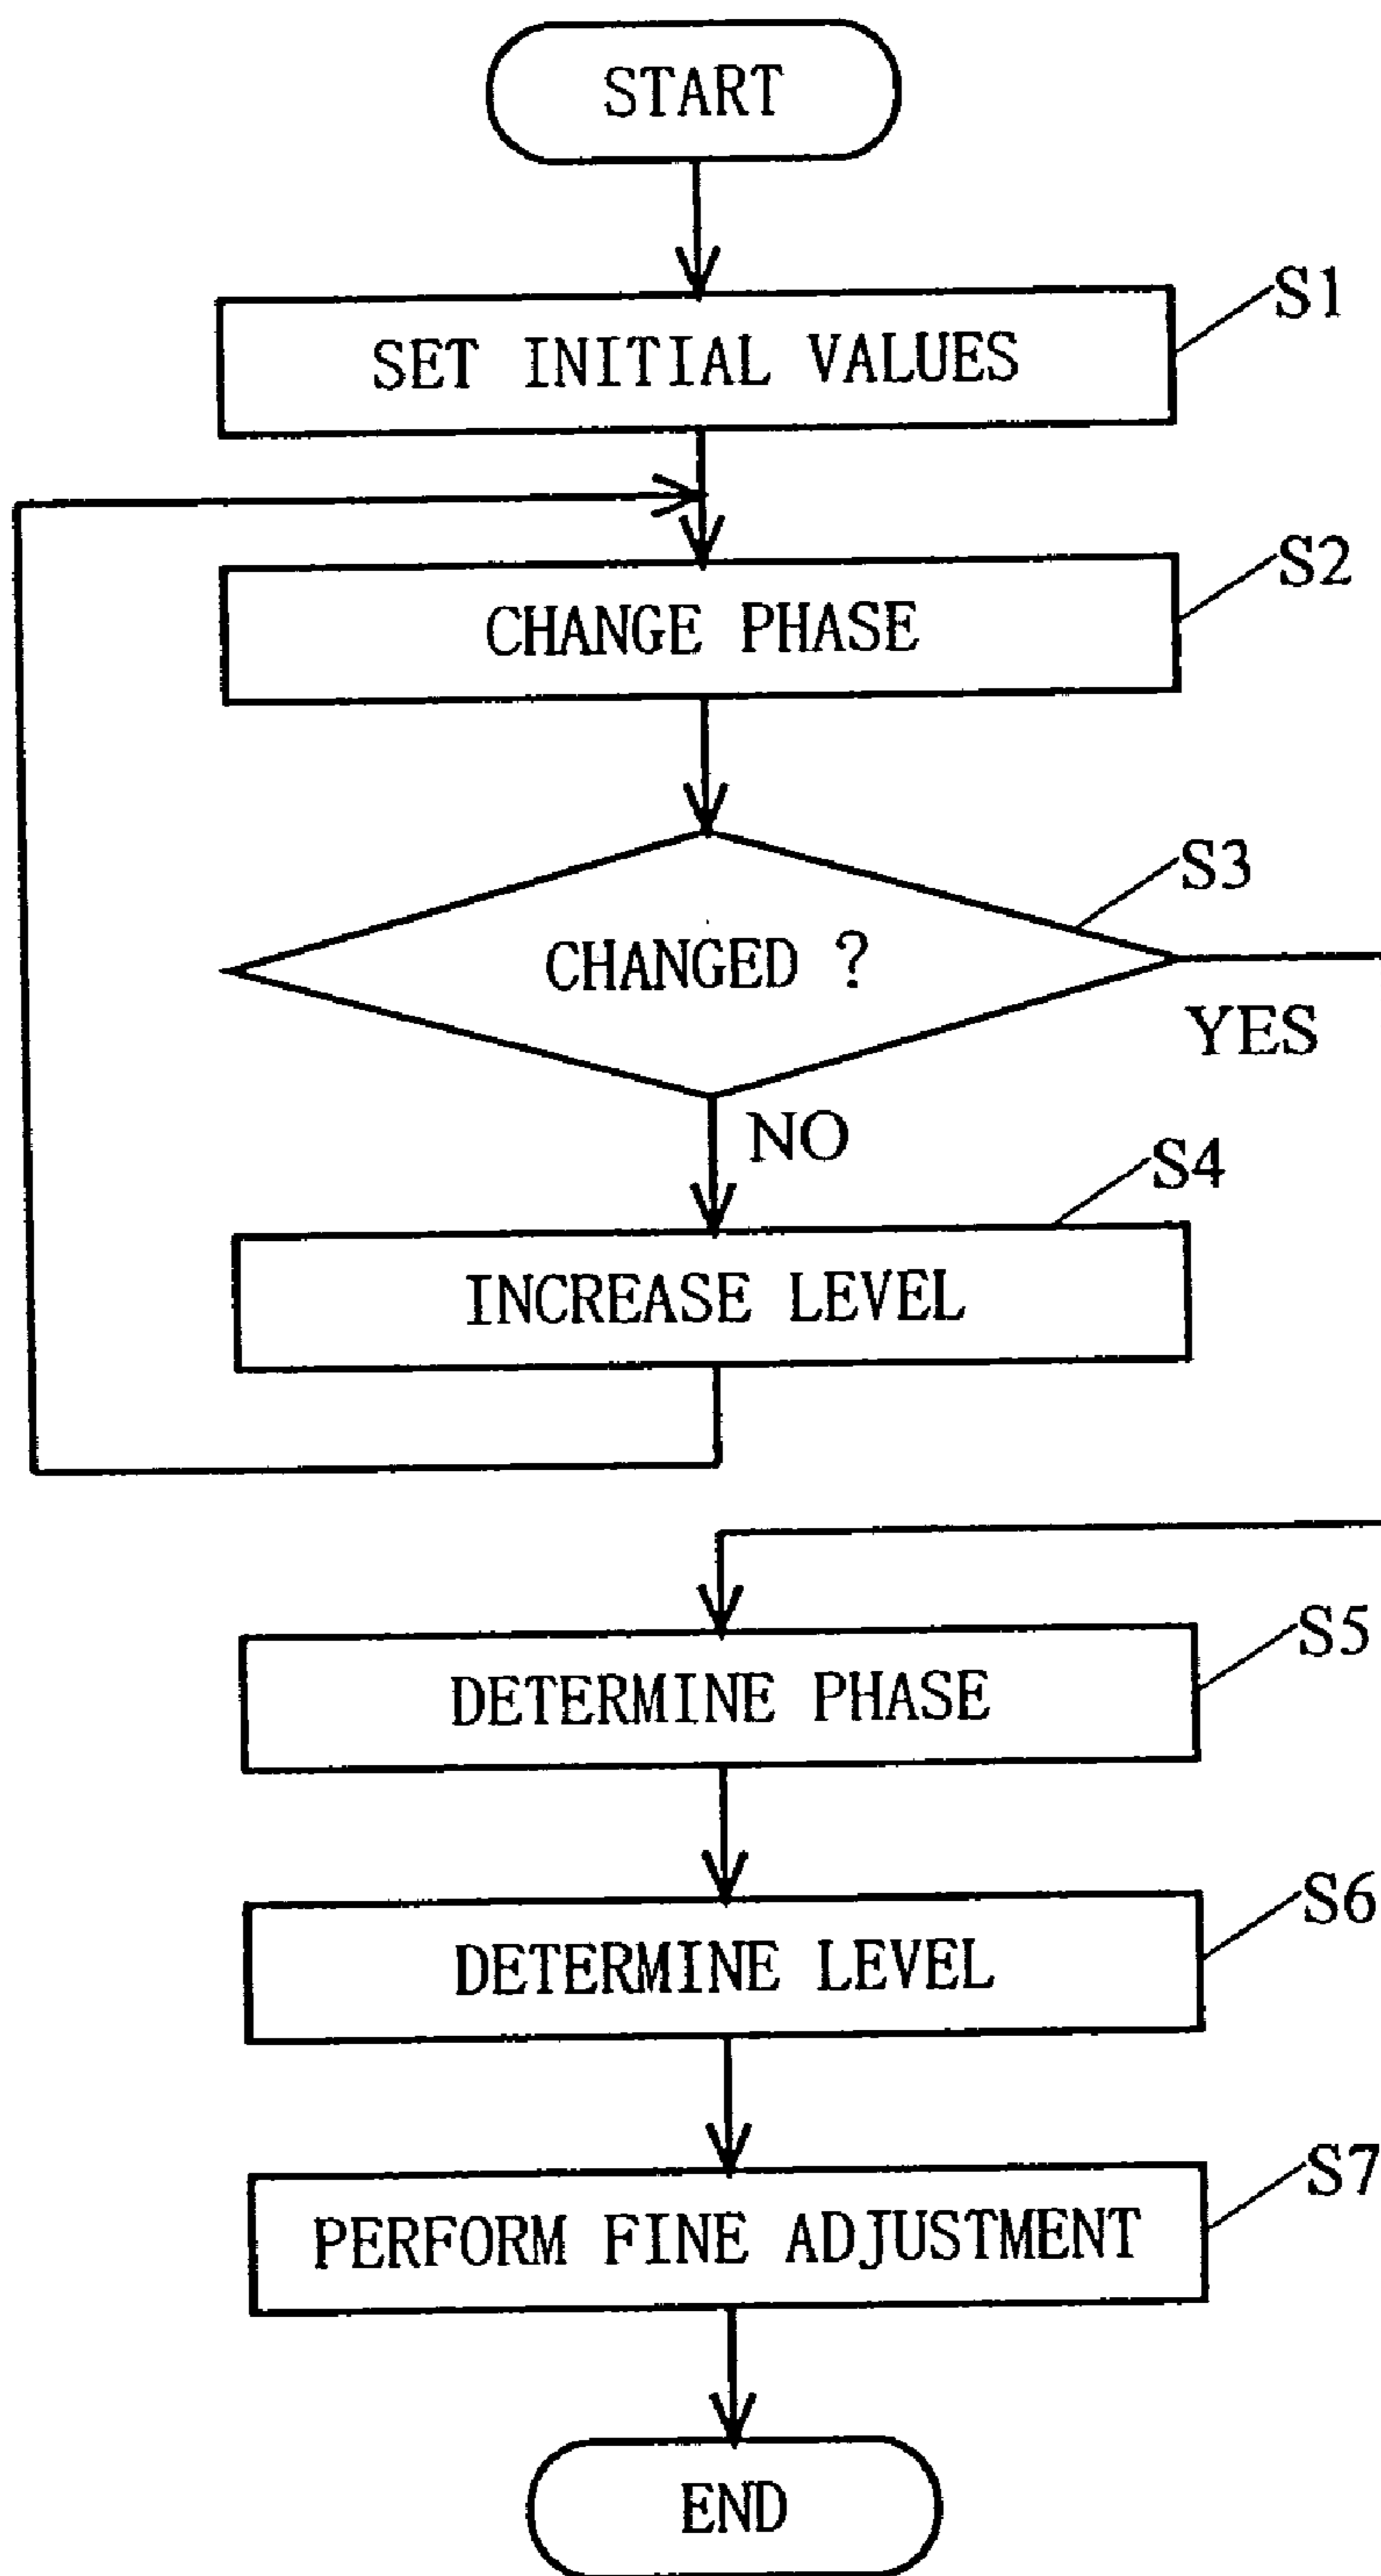 START
S1
SET INITIAL VALUES
S2
CHANGE PHASE
S3
CHANGED ?
YES
NO
S4
INCREASE LEVEL
S5
DETERMINE PHASE
S6
DETERMINE LEVEL
S7
PERFORM FINE ADJUSTMENT
END